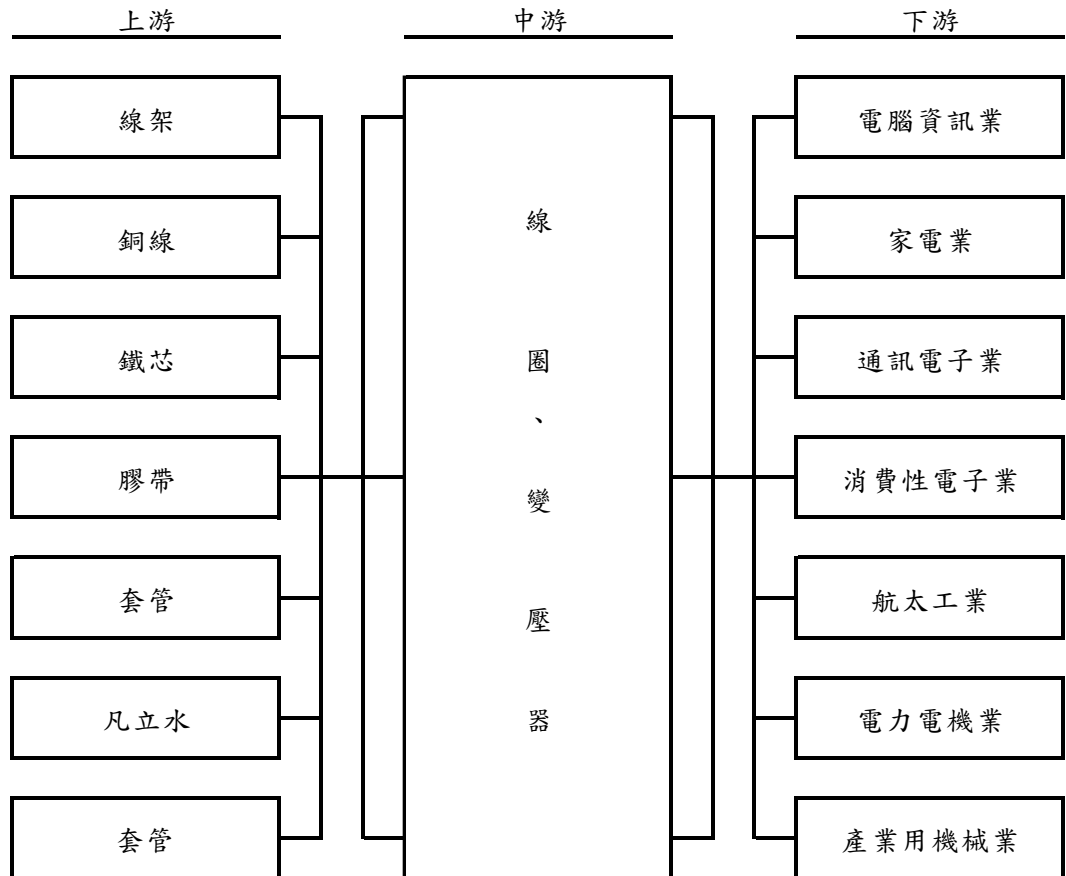 上游
中游
下游
線架
銅線
鐵芯
膠帶
套管
凡立水
套管
線
圈
、
變
壓
器
電腦資訊業
家電業
通訊電子業
消費性電子業
航太工業
電力電機業
產業用機械業